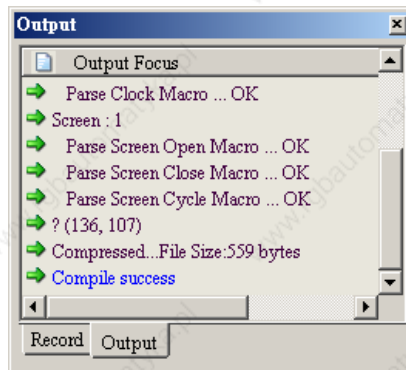 Output
Output Focus
Parse Clock Macro ... OK
Screen : 1
Parse Screen Open Macro ... OK
Parse Screen Close Macro ... OK
Parse Screen Cycle Macro ... OK
? (136, 107)
Compressed...File Size:559 bytes
Compile success
Record
Output